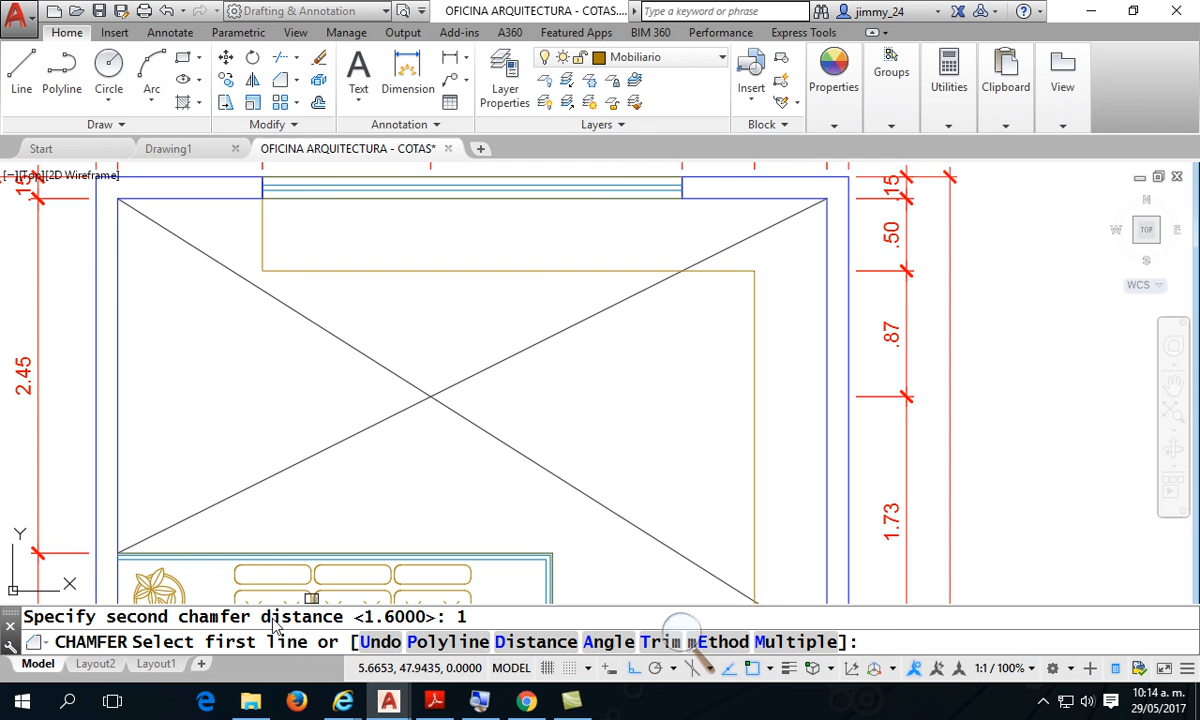 Drafting & Annotation
OFICINA ARQUITECTURA - COTAS....
Type a keyword or phrase
jimmy_24
Home
Insert
Annotate
Parametric
View
Manage
Output
Add-ins
A360
Featured Apps
BIM 360
Performance
Express Tools
Line
Polyline
Circle
Arc
Text
Dimension
Layer
Properties
Mobiliario
Insert
Properties
Groups
Utilities
Clipboard
View
Draw
Modify
Annotation
Layers
Block
Start
Drawing1
OFICINA ARQUITECTURA - COTAS*
[−][Top][2D Wireframe]
N
W
TOP
E
S
WCS
.15
2.45
.15
.50
.87
1.73
Y
X
Specify second chamfer distance <1.6000>: 1
CHAMFER Select first line or [Undo Polyline Distance Angle Trim mEthod Multiple]:
Model
Layout2
Layout1
5.6653, 47.9435, 0.0000
MODEL
1:1 / 100%
10:14 a. m.
29/05/2017